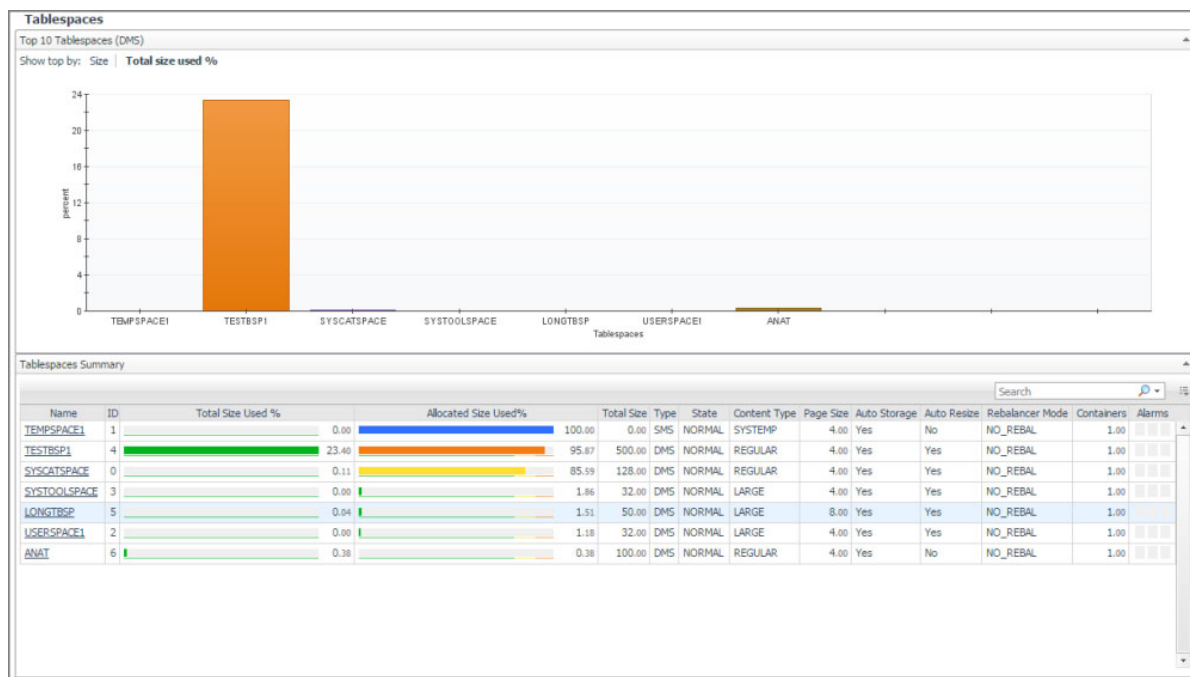 Tablespaces
Top 10 Tablespaces (DMS)
Show top by: Size | Total size used %
24
20
16
12
8
4
0
percent
TEMPSPACE1 TESTBSP1 SYSCATSPACE SYSTOOLSPACE LONGTBSP USERSPACE1 ANAT
Tablespaces
Tablespaces Summary
Search
Name ID Total Size Used % Allocated Size Used% Total Size Type State Content Type Page Size Auto Storage Auto Resize Rebalancer Mode Containers Alarms
TEMPSPACE1 1 0.00 100.00 0.00 SMS NORMAL SYSTEMP 4.00 Yes No NO_REBAL 1.00
TESTBSP1 4 23.40 95.87 500.00 DMS NORMAL REGULAR 4.00 Yes Yes NO_REBAL 1.00
SYSCATSPACE 0 0.11 85.59 128.00 DMS NORMAL REGULAR 4.00 Yes Yes NO_REBAL 1.00
SYSTOOLSPACE 3 0.00 1.86 32.00 DMS NORMAL LARGE 4.00 Yes Yes NO_REBAL 1.00
LONGTBSP 5 0.04 1.51 50.00 DMS NORMAL LARGE 8.00 Yes Yes NO_REBAL 1.00
USERSPACE1 2 0.00 1.18 32.00 DMS NORMAL LARGE 4.00 Yes Yes NO_REBAL 1.00
ANAT 6 0.38 0.38 100.00 DMS NORMAL REGULAR 4.00 Yes No NO_REBAL 1.00